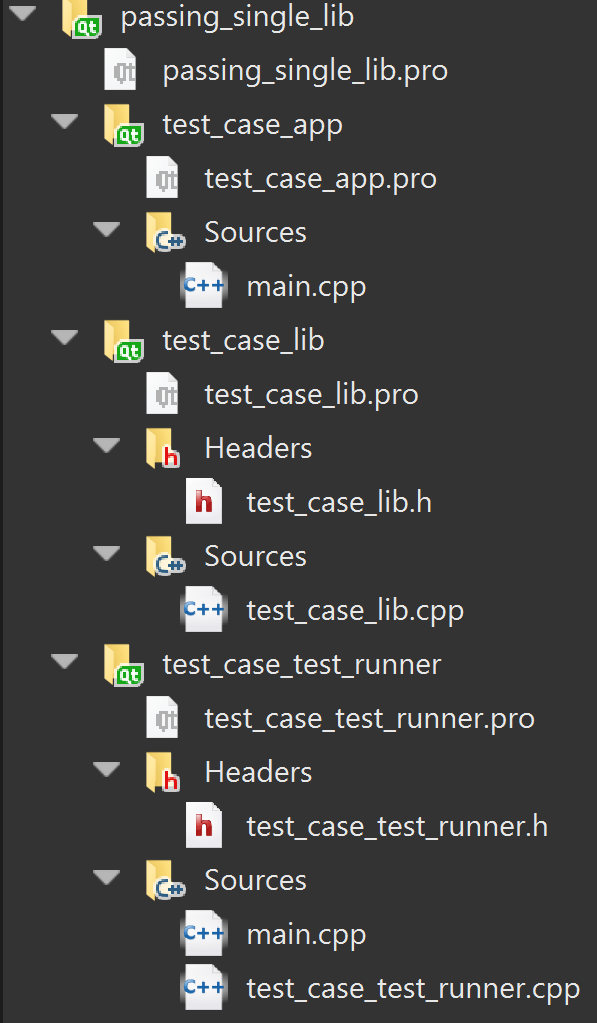 passing_single_lib
passing_single_lib.pro
test_case_app
test_case_app.pro
Sources
main.cpp
test_case_lib
test_case_lib.pro
Headers
test_case_lib.h
Sources
test_case_lib.cpp
test_case_test_runner
test_case_test_runner.pro
Headers
test_case_test_runner.h
Sources
main.cpp
test_case_test_runner.cpp